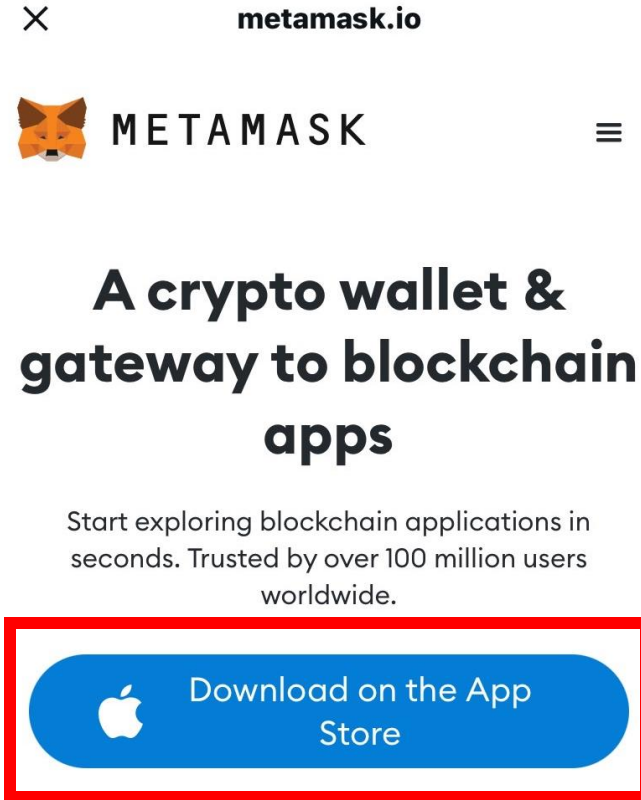 metamask.io
METAMASK
A crypto wallet &
gateway to blockchain
apps
Start exploring blockchain applications in
seconds. Trusted by over 100 million users
worldwide.
Download on the App
Store